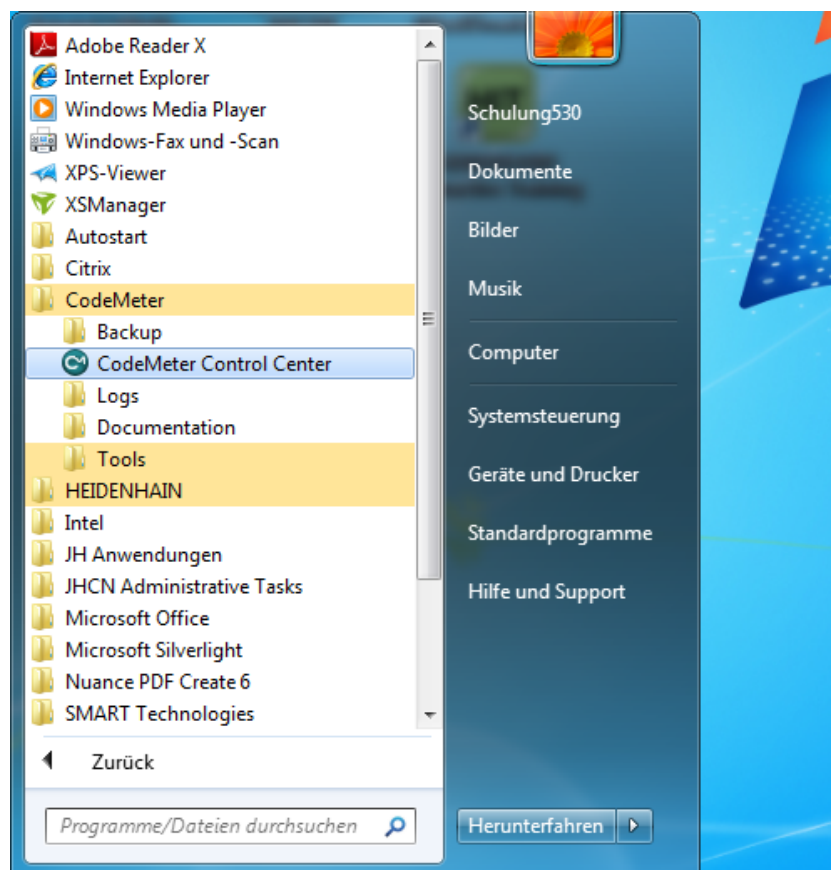 Adobe Reader X
Internet Explorer
Windows Media Player
Windows-Fax und -Scan
XPS-Viewer
XSManager
Autostart
Citrix
CodeMeter
Backup
CodeMeter Control Center
Logs
Documentation
Tools
HEIDENHAIN
Intel
JH Anwendungen
JHCN Administrative Tasks
Microsoft Office
Microsoft Silverlight
Nuance PDF Create 6
SMART Technologies
Zurück
Programme/Dateien durchsuchen
Schulung530
Dokumente
Bilder
Musik
Computer
Systemsteuerung
Geräte und Drucker
Standardprogramme
Hilfe und Support
Herunterfahren